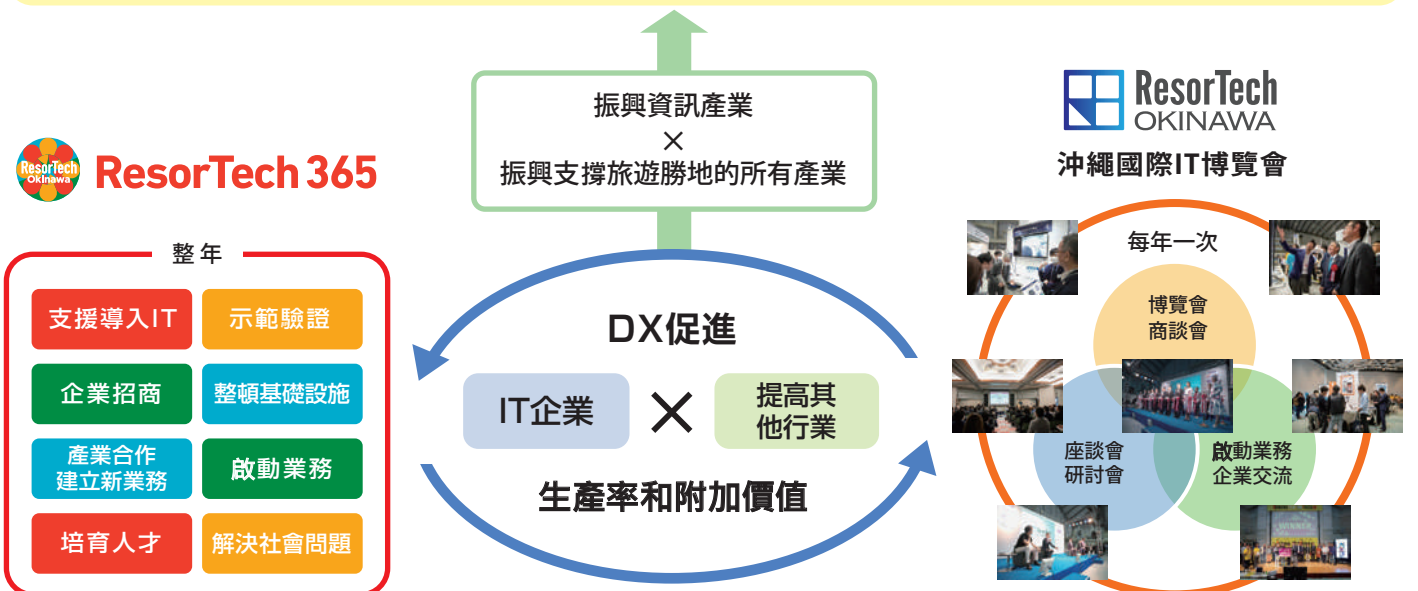 振興資訊產業
×
振興支撐旅遊勝地的所有產業
ResorTech
Okinawa
ResorTech 365
整年
支援導入IT
示範驗證
企業招商
整頓基礎設施
產業合作
建立新業務
啟動業務
培育人才
解決社會問題
DX促進
IT企業
×
提高其
他行業
生產率和附加價值
ResorTech
OKINAWA
沖繩國際IT博覽會
每年一次
博覽會
商談會
座談會
研討會
啟動業務
企業交流
WINNER